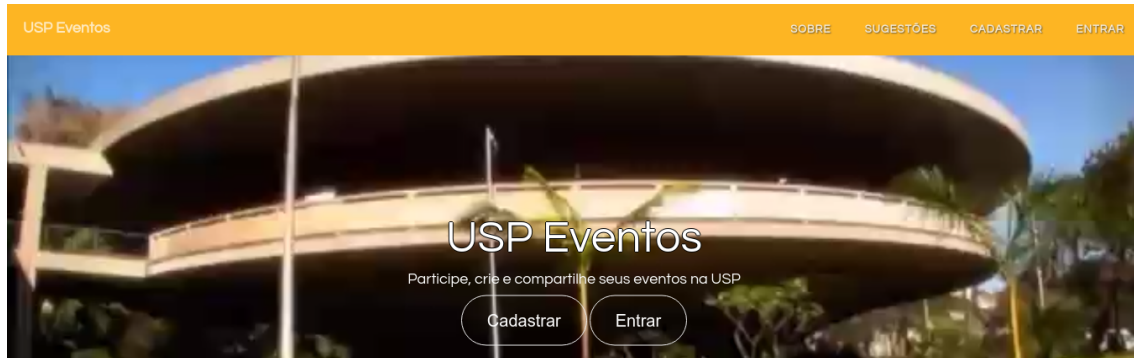 USP Eventos
SOBRE SUGESTÕES CADASTRAR ENTRAR
USP Eventos
Participe, crie e compartilhe seus eventos na USP
Cadastrar Entrar